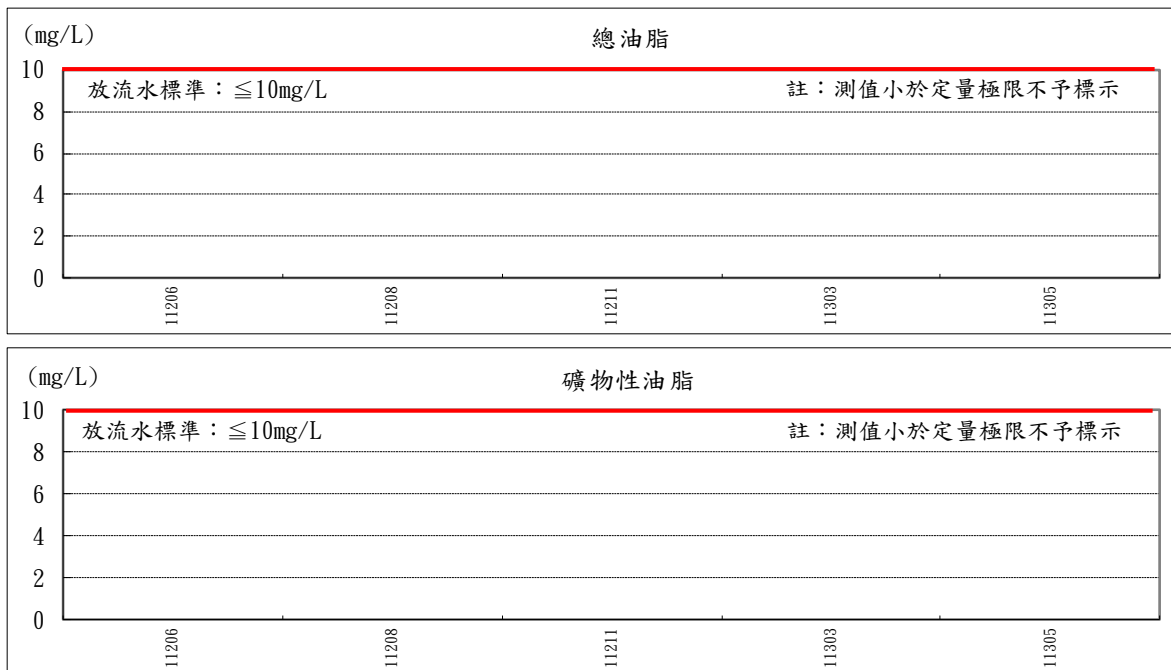 (mg/L)
總油脂
10
放流水標準：≦10mg/L
註：測值小於定量極限不予標示
8
6
4
2
0
11206
11208
11211
11303
11305
(mg/L)
礦物性油脂
10
放流水標準：≦10mg/L
註：測值小於定量極限不予標示
8
6
4
2
0
11206
11208
11211
11303
11305